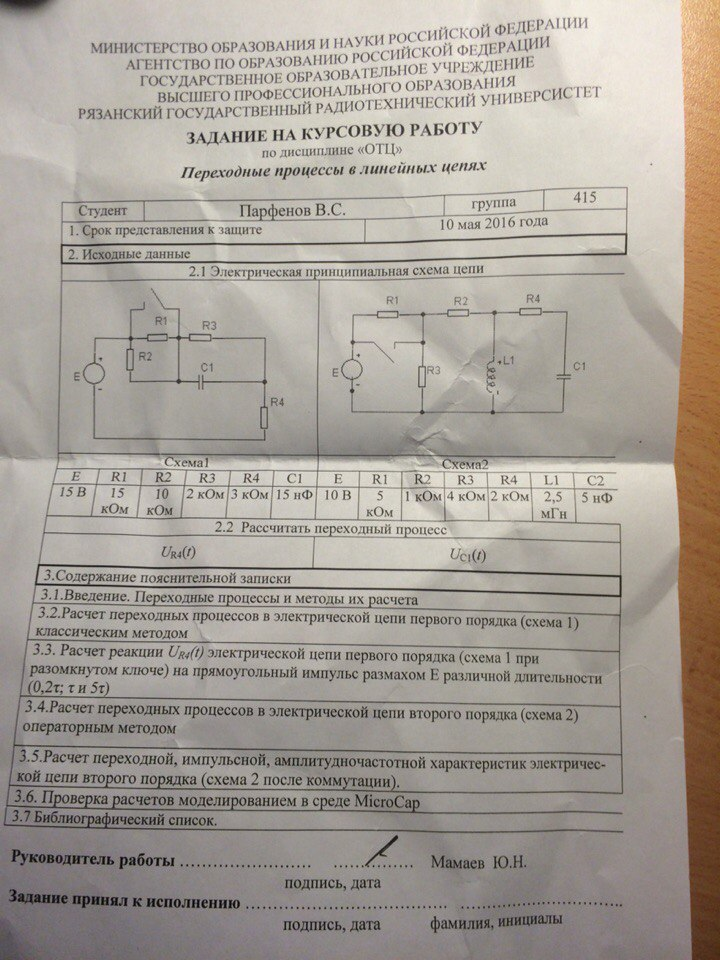 МИНИСТЕРСТВО ОБРАЗОВАНИЯ И НАУКИ РОССИЙСКОЙ ФЕДЕРАЦИИ
АГЕНТСТВО ПО ОБРАЗОВАНИЮ РОССИЙСКОЙ ФЕДЕРАЦИИ
ГОСУДАРСТВЕННОЕ ОБРАЗОВАТЕЛЬНОЕ УЧРЕЖДЕНИЕ
ВЫСШЕГО ПРОФЕССИОНАЛЬНОГО ОБРАЗОВАНИЯ
РЯЗАНСКИЙ ГОСУДАРСТВЕННЫЙ РАДИОТЕХНИЧЕСКИЙ УНИВЕРСИСТЕТ
ЗАДАНИЕ НА КУРСОВУЮ РАБОТУ
по дисциплине «ОТЦ»
Переходные процессы в линейных цепях
Студент Парфенов В.С. группа 415
1. Срок представления к защите 10 мая 2016 года
2. Исходные данные
2.1 Электрическая принципиальная схема цепи
R1 R3 R2 C1 E + - R4
R1 R2 R4 E + - R3 +L1 - C1
Схема1 Схема2
E R1 R2 R3 R4 C1 E R1 R2 R3 R4 L1 C2
15 В 15 кОм 10 кОм 2 кОм 3 кОм 15 нФ 10 В 5 кОм 1 кОм 4 кОм 2 кОм 2,5 мГн 5 нФ
2.2 Рассчитать переходный процесс
UR4(t) UC1(t)
3.Содержание пояснительной записки
3.1.Введение. Переходные процессы и методы их расчета
3.2.Расчет переходных процессов в электрической цепи первого порядка (схема 1)
классическим методом
3.3. Расчет реакции UR4(t) электрической цепи первого порядка (схема 1 при
разомкнутом ключе) на прямоугольный импульс размахом Е различной длительности
(0,2τ; τ и 5τ)
3.4.Расчет переходных процессов в электрической цепи второго порядка (схема 2)
операторным методом
3.5.Расчет переходной, импульсной, амплитудночастотной характеристик электричес-
кой цепи второго порядка (схема 2 после коммутации).
3.6. Проверка расчетов моделированием в среде MicroCap
3.7 Библиографический список.
Руководитель работы ........................ .............. Мамаев Ю.Н.
подпись, дата
Задание принял к исполнению ........................ ........................
подпись, дата фамилия, инициалы